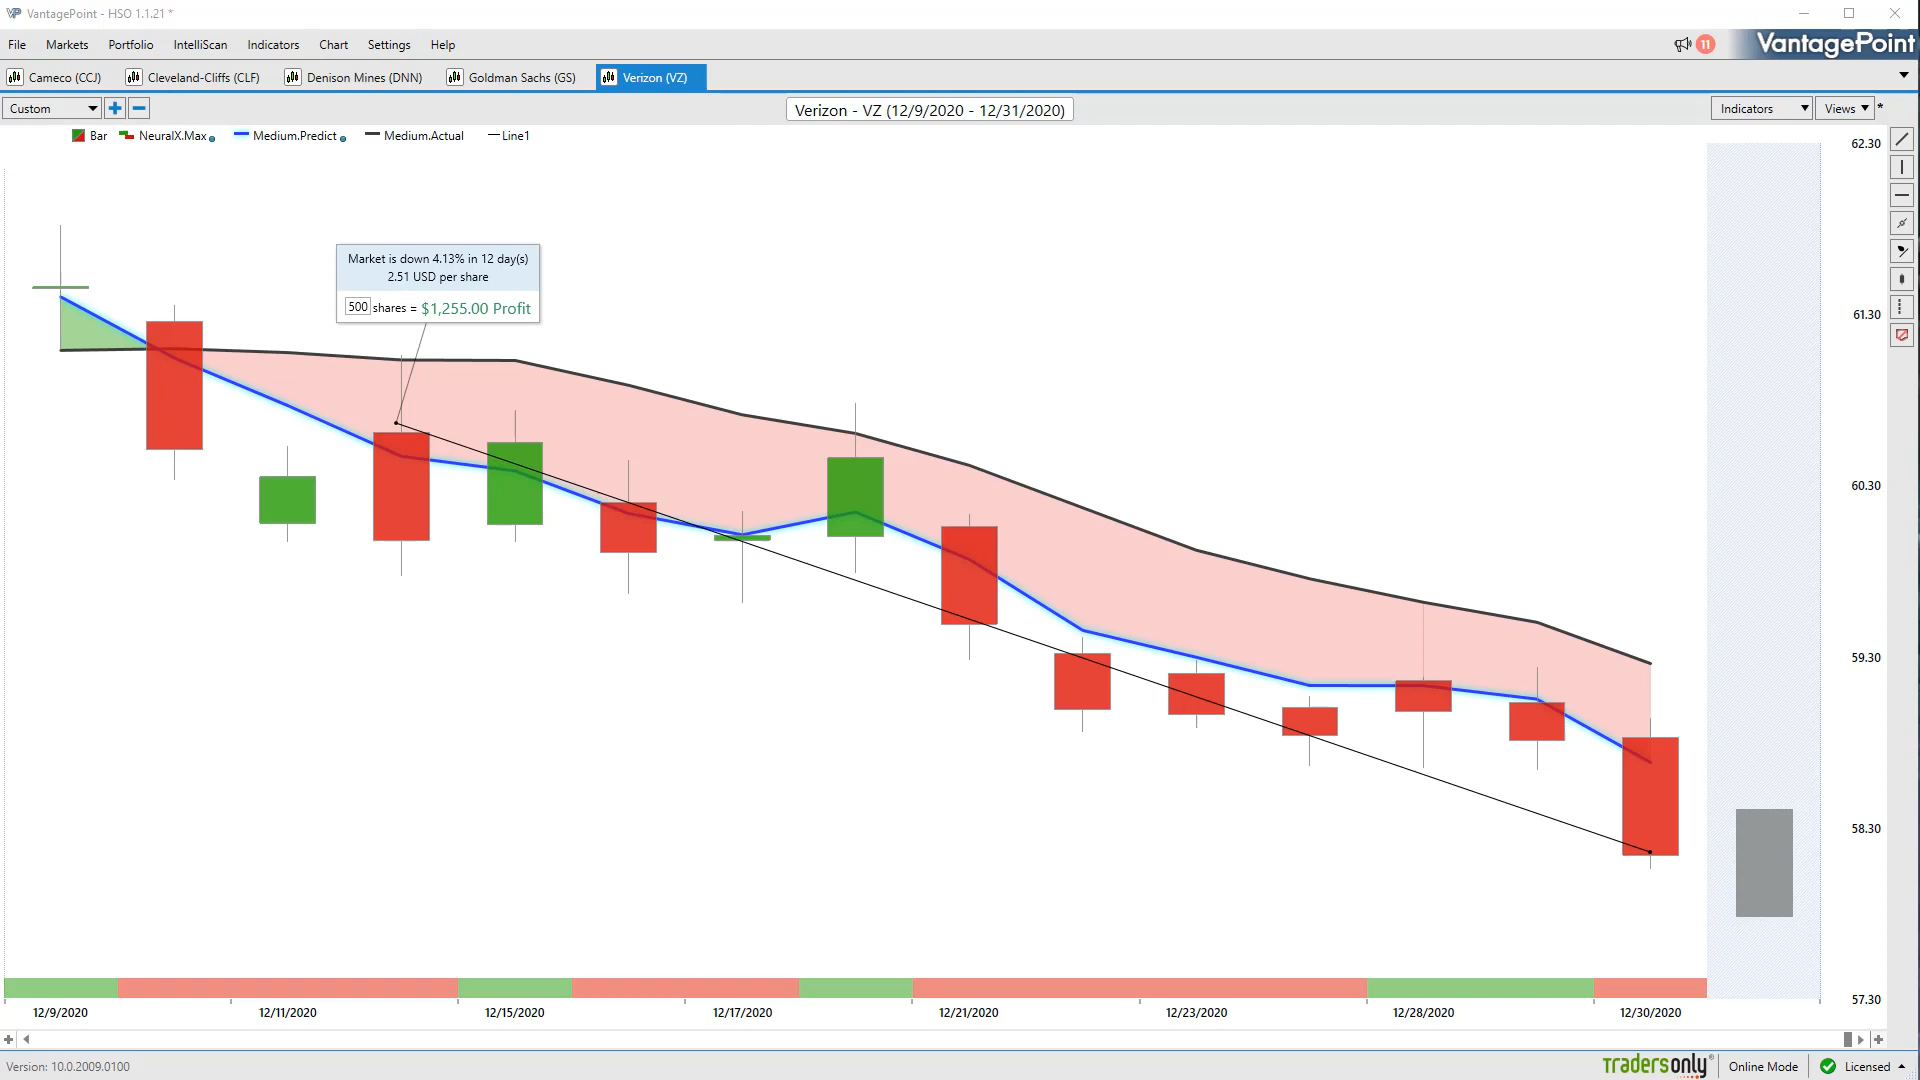 VP VantagePoint - HSO 1.1.21 *
File Markets Portfolio IntelliScan Indicators Chart Settings Help 11 VantagePoint
Cameco (CCJ) Cleveland-Cliffs (CLF) Denison Mines (DNN) Goldman Sachs (GS) Verizon (VZ)
Custom Verizon - VZ (12/9/2020 - 12/31/2020) Indicators Views *
Bar NeuralX.Max Medium.Predict Medium.Actual Line1
62.30
Market is down 4.13% in 12 day(s)
2.51 USD per share
500 shares = $1,255.00 Profit
61.30
60.30
59.30
58.30
57.30
12/9/2020 12/11/2020 12/15/2020 12/17/2020 12/21/2020 12/23/2020 12/28/2020 12/30/2020
Version: 10.0.2009.0100 tradersonly® Online Mode Licensed